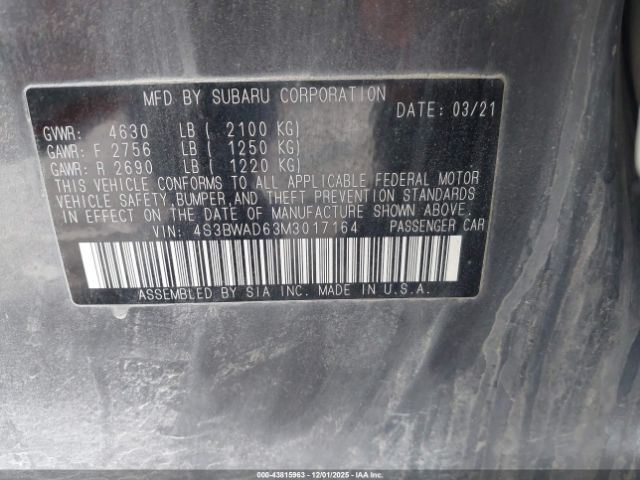 MFD BY SUBARU CORPORATION
DATE: 03/21
GVWR: 4630 LB ( 2100 KG)
GAWR: F 2756 LB ( 1250 KG)
GAWR: R 2690 LB ( 1220 KG)
THIS VEHICLE CONFORMS TO ALL APPLICABLE FEDERAL MOTOR
VEHICLE SAFETY, BUMPER, AND THEFT PREVENTION STANDARDS
IN EFFECT ON THE DATE OF MANUFACTURE SHOWN ABOVE.
VIN: 4S3BWAD63M3017164 PASSENGER CAR
ASSEMBLED BY SIA INC. MADE IN U.S.A.
000-43815963 • 12/01/2025 • IAAI.COM